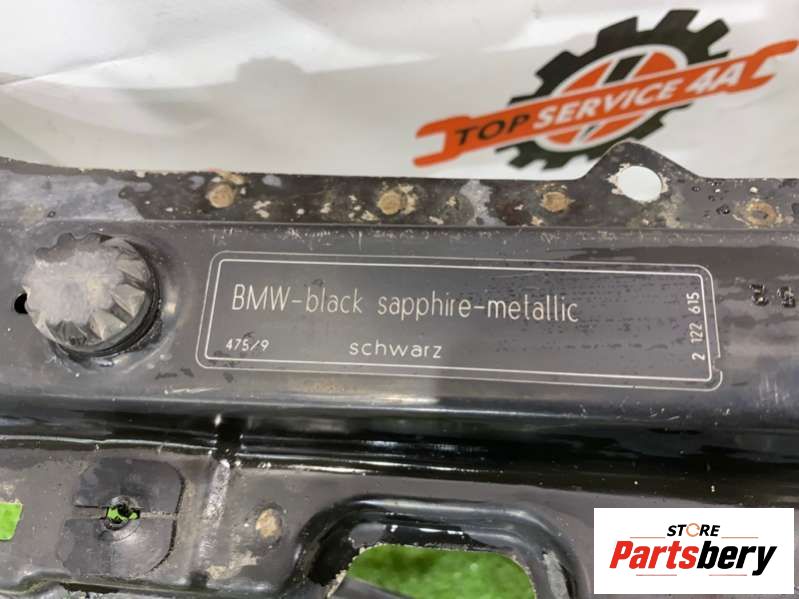 TOP SERVICE 4A
BMW-black sapphire-metallic
475/9 schwarz
2 122 615
STORE
Partsbery